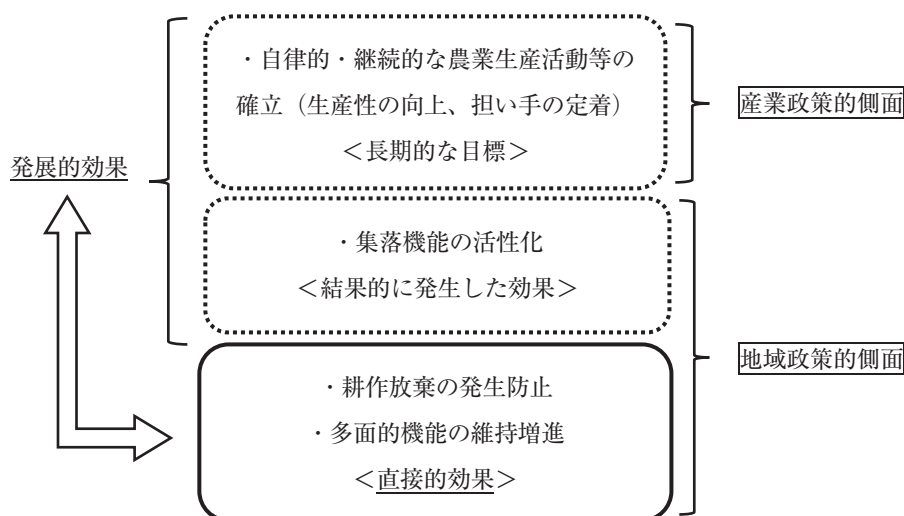 ・自律的・継続的な農業生産活動等の
確立（生産性の向上、担い手の定着）
＜長期的な目標＞
産業政策的側面
発展的効果
・集落機能の活性化
＜結果的に発生した効果＞
地域政策的側面
・耕作放棄の発生防止
・多面的機能の維持増進
＜直接的効果＞